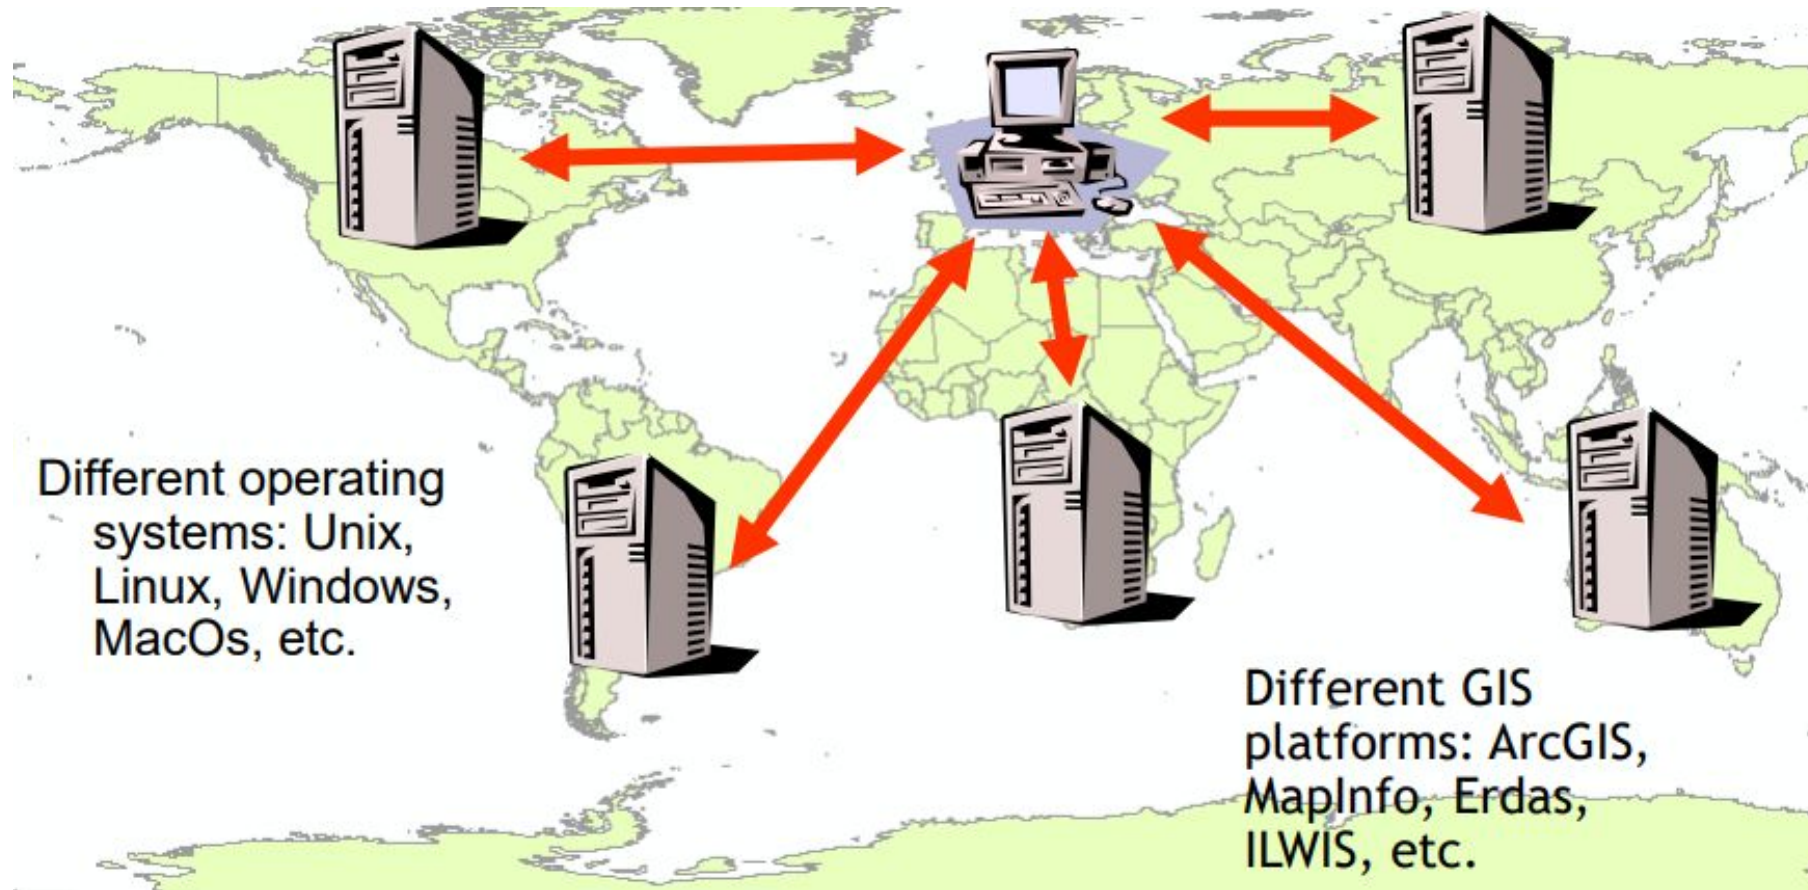 Different operating
systems: Unix,
Linux, Windows,
MacOs, etc.
Different GIS
platforms: ArcGIS,
MapInfo, Erdas,
ILWIS, etc.